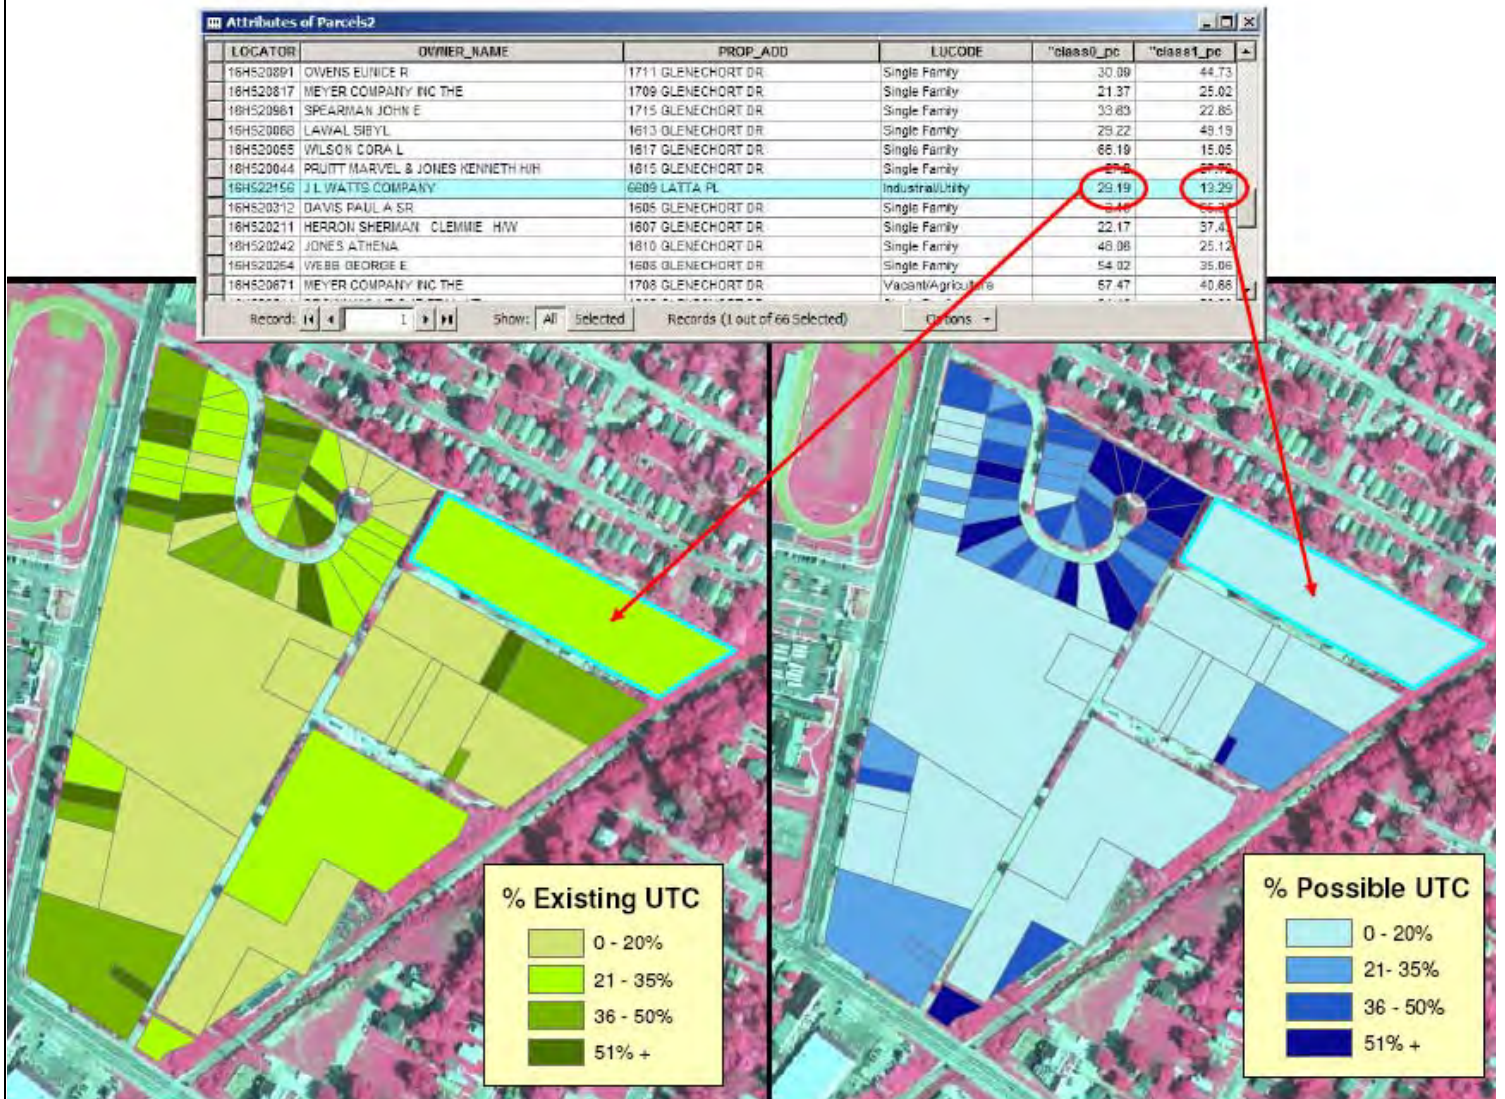 Attributes of Parcels2
LOCATOR OWNER_NAME PROP_ADD LUCODE "class0_pc "class1_pc
16H520891 OWENS EUNICE R 1711 GLENECHORT DR Single Family 30.09 44.73
16H520817 MEYER COMPANY INC THE 1709 GLENECHORT DR Single Family 21.37 25.02
16H520981 SPEARMAN JOHN E 1715 GLENECHORT DR Single Family 33.63 22.85
16H520088 LAWAL SIBYL 1613 GLENECHORT DR Single Family 29.22 49.19
16H520055 WILSON CORA L 1617 GLENECHORT DR Single Family 66.19 15.05
16H520044 PRUITT MARVEL & JONES KENNETH H/H 1615 GLENECHORT DR Single Family
16H522156 J L WATTS COMPANY 6609 LATTA PL Industrial/Utility 29.19 13.29
16H520312 DAVIS PAUL A SR 1605 GLENECHORT DR Single Family
16H520211 HERRON SHERMAN CLEMMIE H/W 1607 GLENECHORT DR Single Family 22.17
16H520242 JONES ATHENA 1610 GLENECHORT DR Single Family 48.08 25.12
16H520264 WEBB GEORGE E 1608 GLENECHORT DR Single Family 54.02 35.06
16H520671 MEYER COMPANY INC THE 1708 GLENECHORT DR Vacant/Agriculture 57.47 40.66
Record: 1 Show: All Selected Records (1 out of 66 Selected) Options
% Existing UTC
0 - 20%
21 - 35%
36 - 50%
51% +
% Possible UTC
0 - 20%
21- 35%
36 - 50%
51% +